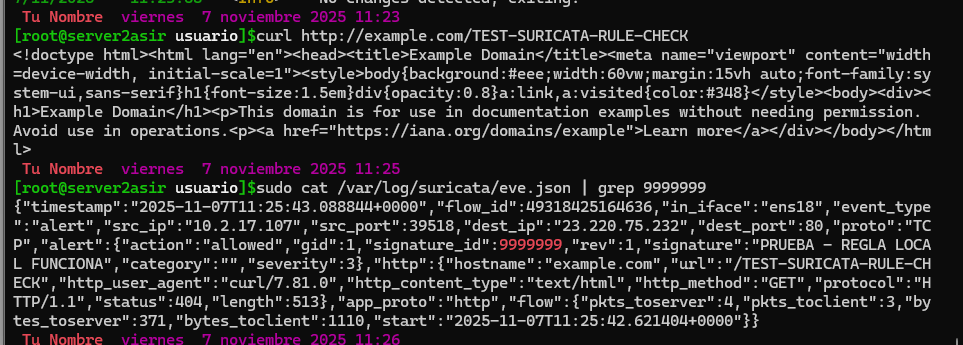 7/11/2026 -- 11:23:08 - <Info> -- No changes detected, exiting.
Tu Nombre viernes 7 noviembre 2025 11:23
[root@server2asir usuario]$curl http://example.com/TEST-SURICATA-RULE-CHECK
<!doctype html><html lang="en"><head><title>Example Domain</title><meta name="viewport" content="width
=device-width, initial-scale=1"><style>body{background:#eee;width:60vw;margin:15vh auto;font-family:sy
stem-ui,sans-serif}h1{font-size:1.5em}div{opacity:0.8}a:link,a:visited{color:#348}</style><body><div><
h1>Example Domain</h1><p>This domain is for use in documentation examples without needing permission.
Avoid use in operations.<p><a href="https://iana.org/domains/example">Learn more</a></div></body></htm
l>
Tu Nombre viernes 7 noviembre 2025 11:25
[root@server2asir usuario]$sudo cat /var/log/suricata/eve.json | grep 9999999
{"timestamp":"2025-11-07T11:25:43.088844+0000","flow_id":49318425164636,"in_iface":"ens18","event_type
":"alert","src_ip":"10.2.17.107","src_port":39518,"dest_ip":"23.220.75.232","dest_port":80,"proto":"TC
P","alert":{"action":"allowed","gid":1,"signature_id":9999999,"rev":1,"signature":"PRUEBA - REGLA LOCA
L FUNCIONA","category":"","severity":3},"http":{"hostname":"example.com","url":"/TEST-SURICATA-RULE-CH
ECK","http_user_agent":"curl/7.81.0","http_content_type":"text/html","http_method":"GET","protocol":"H
TTP/1.1","status":404,"length":513},"app_proto":"http","flow":{"pkts_toserver":4,"pkts_toclient":3,"by
tes_toserver":371,"bytes_toclient":1110,"start":"2025-11-07T11:25:42.621404+0000"}}
Tu Nombre viernes 7 noviembre 2025 11:26